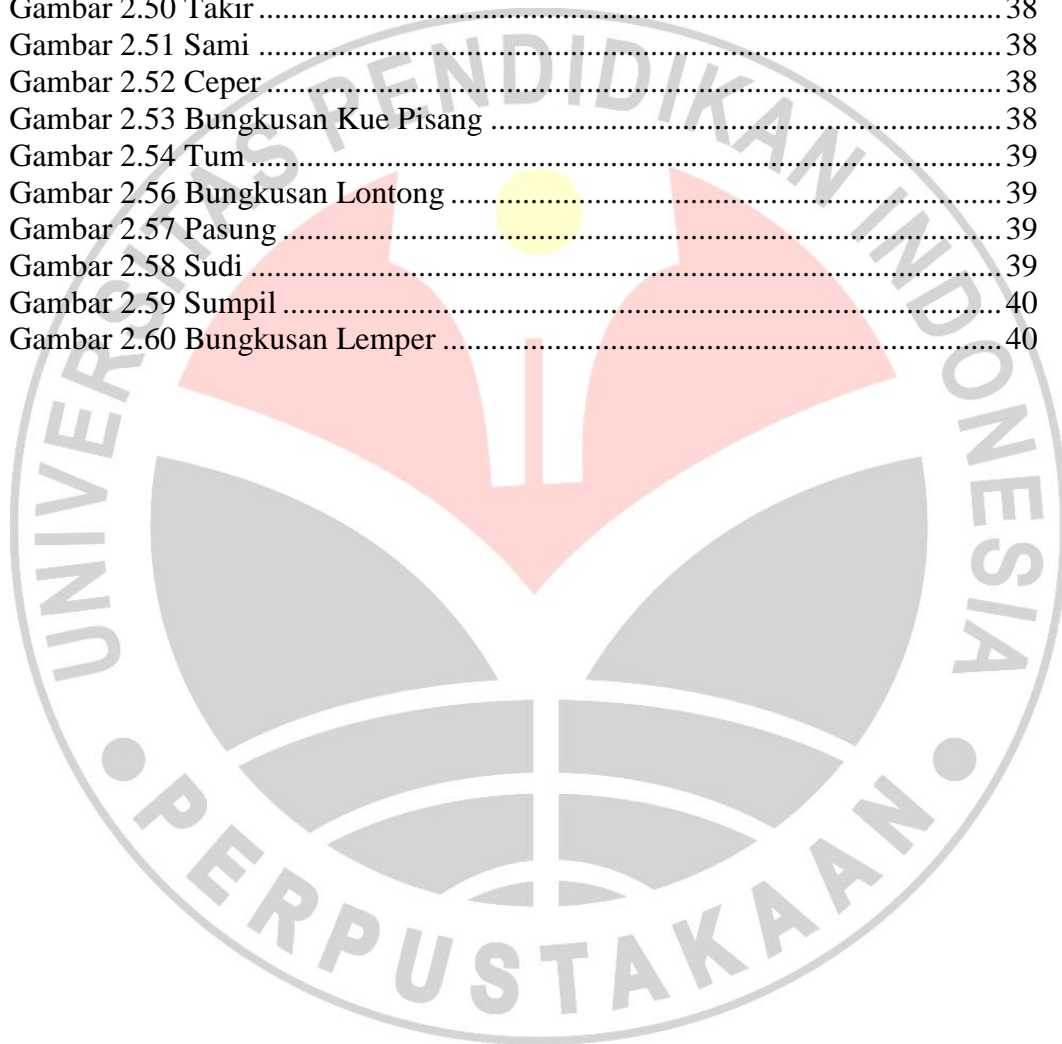 Gambar 2.50 Takir ........................................................................................................ 38
Gambar 2.51 Sami ........................................................................................................ 38
Gambar 2.52 Ceper ....................................................................................................... 38
Gambar 2.53 Bungkusan Kue Pisang ........................................................................... 38
Gambar 2.54 Tum ......................................................................................................... 39
Gambar 2.56 Bungkusan Lontong ................................................................................ 39
Gambar 2.57 Pasung ..................................................................................................... 39
Gambar 2.58 Sudi ......................................................................................................... 39
Gambar 2.59 Sumpil ..................................................................................................... 40
Gambar 2.60 Bungkusan Lemper ................................................................................. 40
UNIVERSITAS PENDIDIKAN INDONESIA
PERPUSTAKAAN